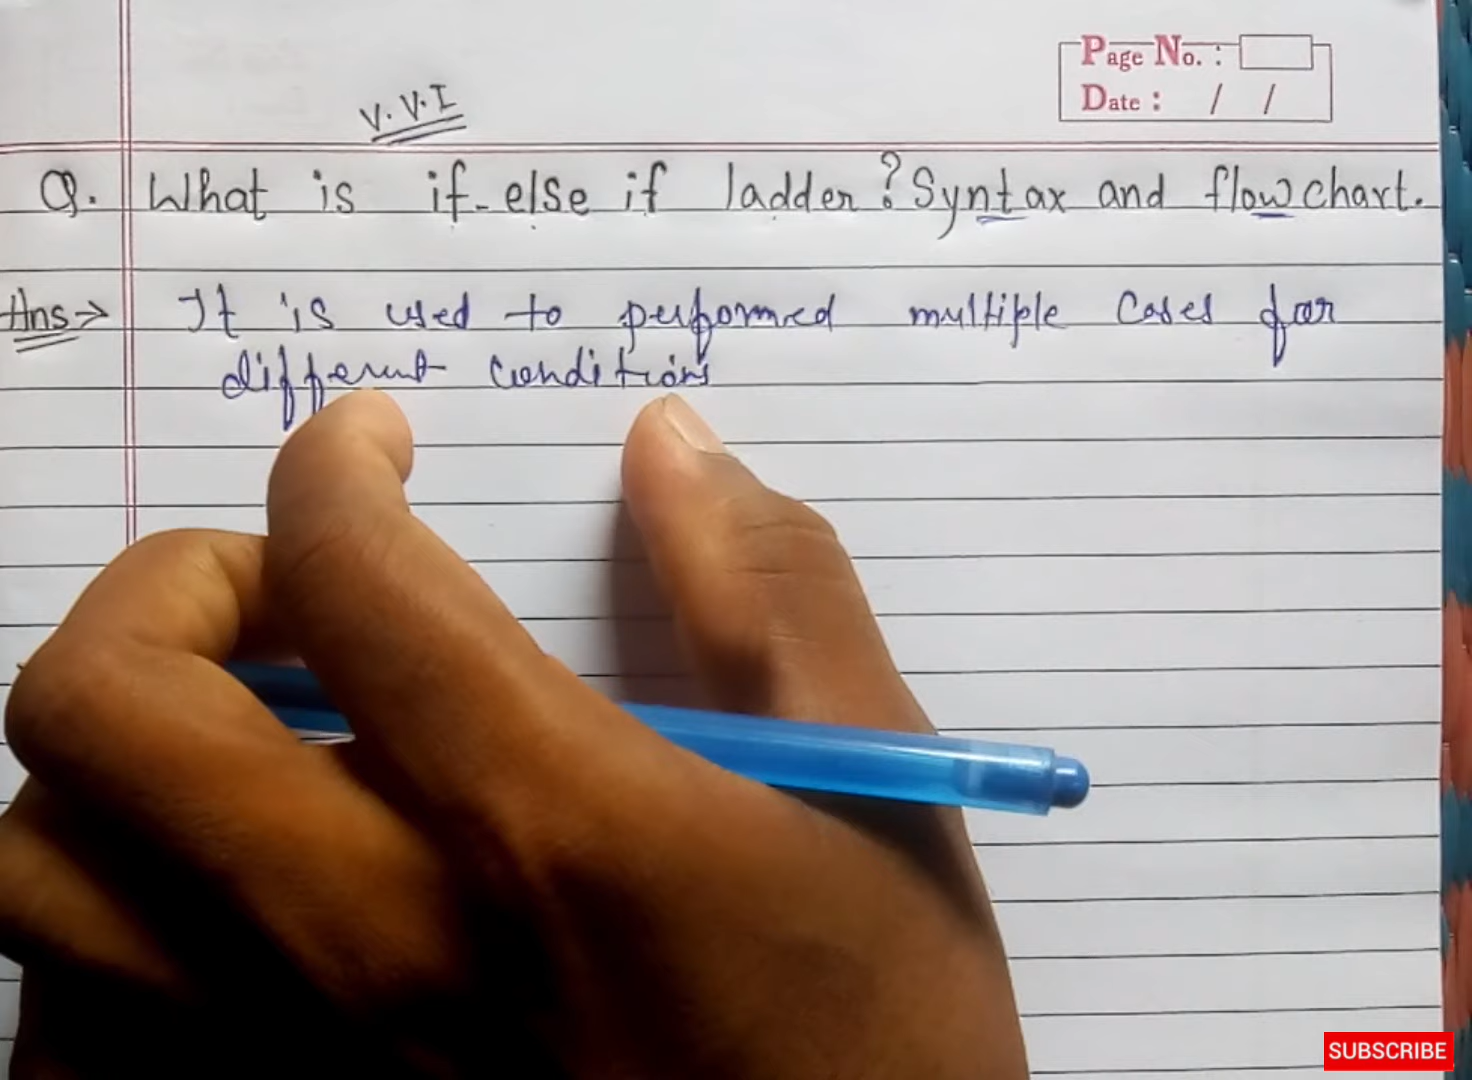 Page No. :
Date : / /
V.V.I
Q. What is if-else if ladder? Syntax and flowchart.
Ans-> It is used to performed multiple Cases for
different conditions
SUBSCRIBE